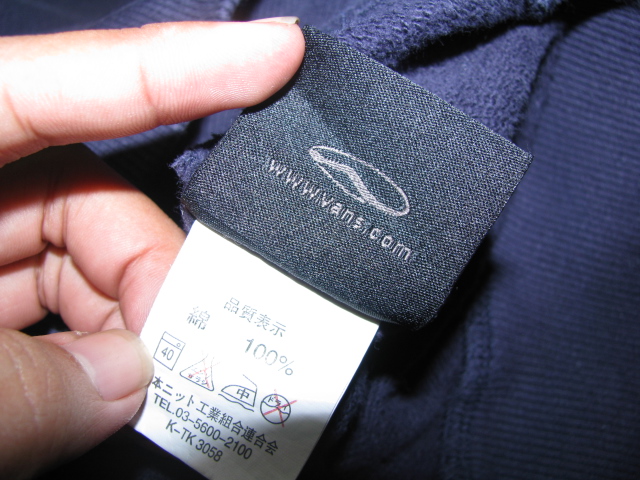 www.vans.com
品質表示
綿 100%
40 中
本ニット工業組合連合会
TEL.03-5600-2100
K-TK 3058